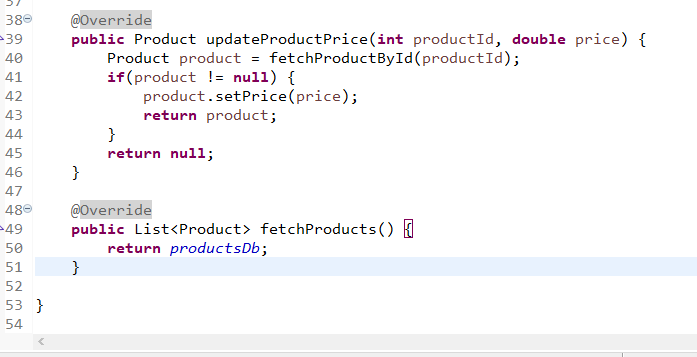 37
38 @Override
39 public Product updateProductPrice(int productId, double price) {
40 Product product = fetchProductById(productId);
41 if(product != null) {
42 product.setPrice(price);
43 return product;
44 }
45 return null;
46 }
47
48 @Override
49 public List<Product> fetchProducts() {
50 return productsDb;
51 }
52
53 }
54